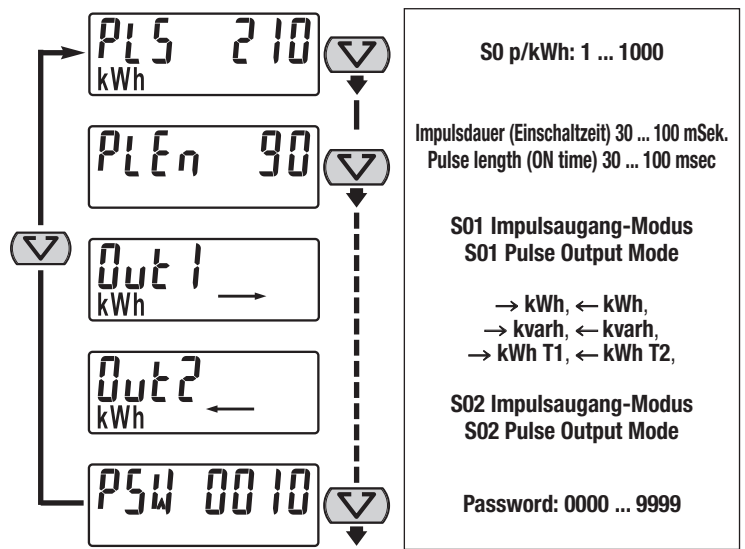 PLS 210
kWh
PLEn 90
Out1
kWh →
Out2
kWh ←
PSW 0010
S0 p/kWh: 1 ... 1000
Impulsdauer (Einschaltzeit) 30 ... 100 mSek.
Pulse length (ON time) 30 ... 100 msec
S01 Impulsaugang-Modus
S01 Pulse Output Mode
→ kWh, ← kWh,
→ kvarh, ← kvarh,
→ kWh T1, ← kWh T2,
S02 Impulsaugang-Modus
S02 Pulse Output Mode
Password: 0000 ... 9999